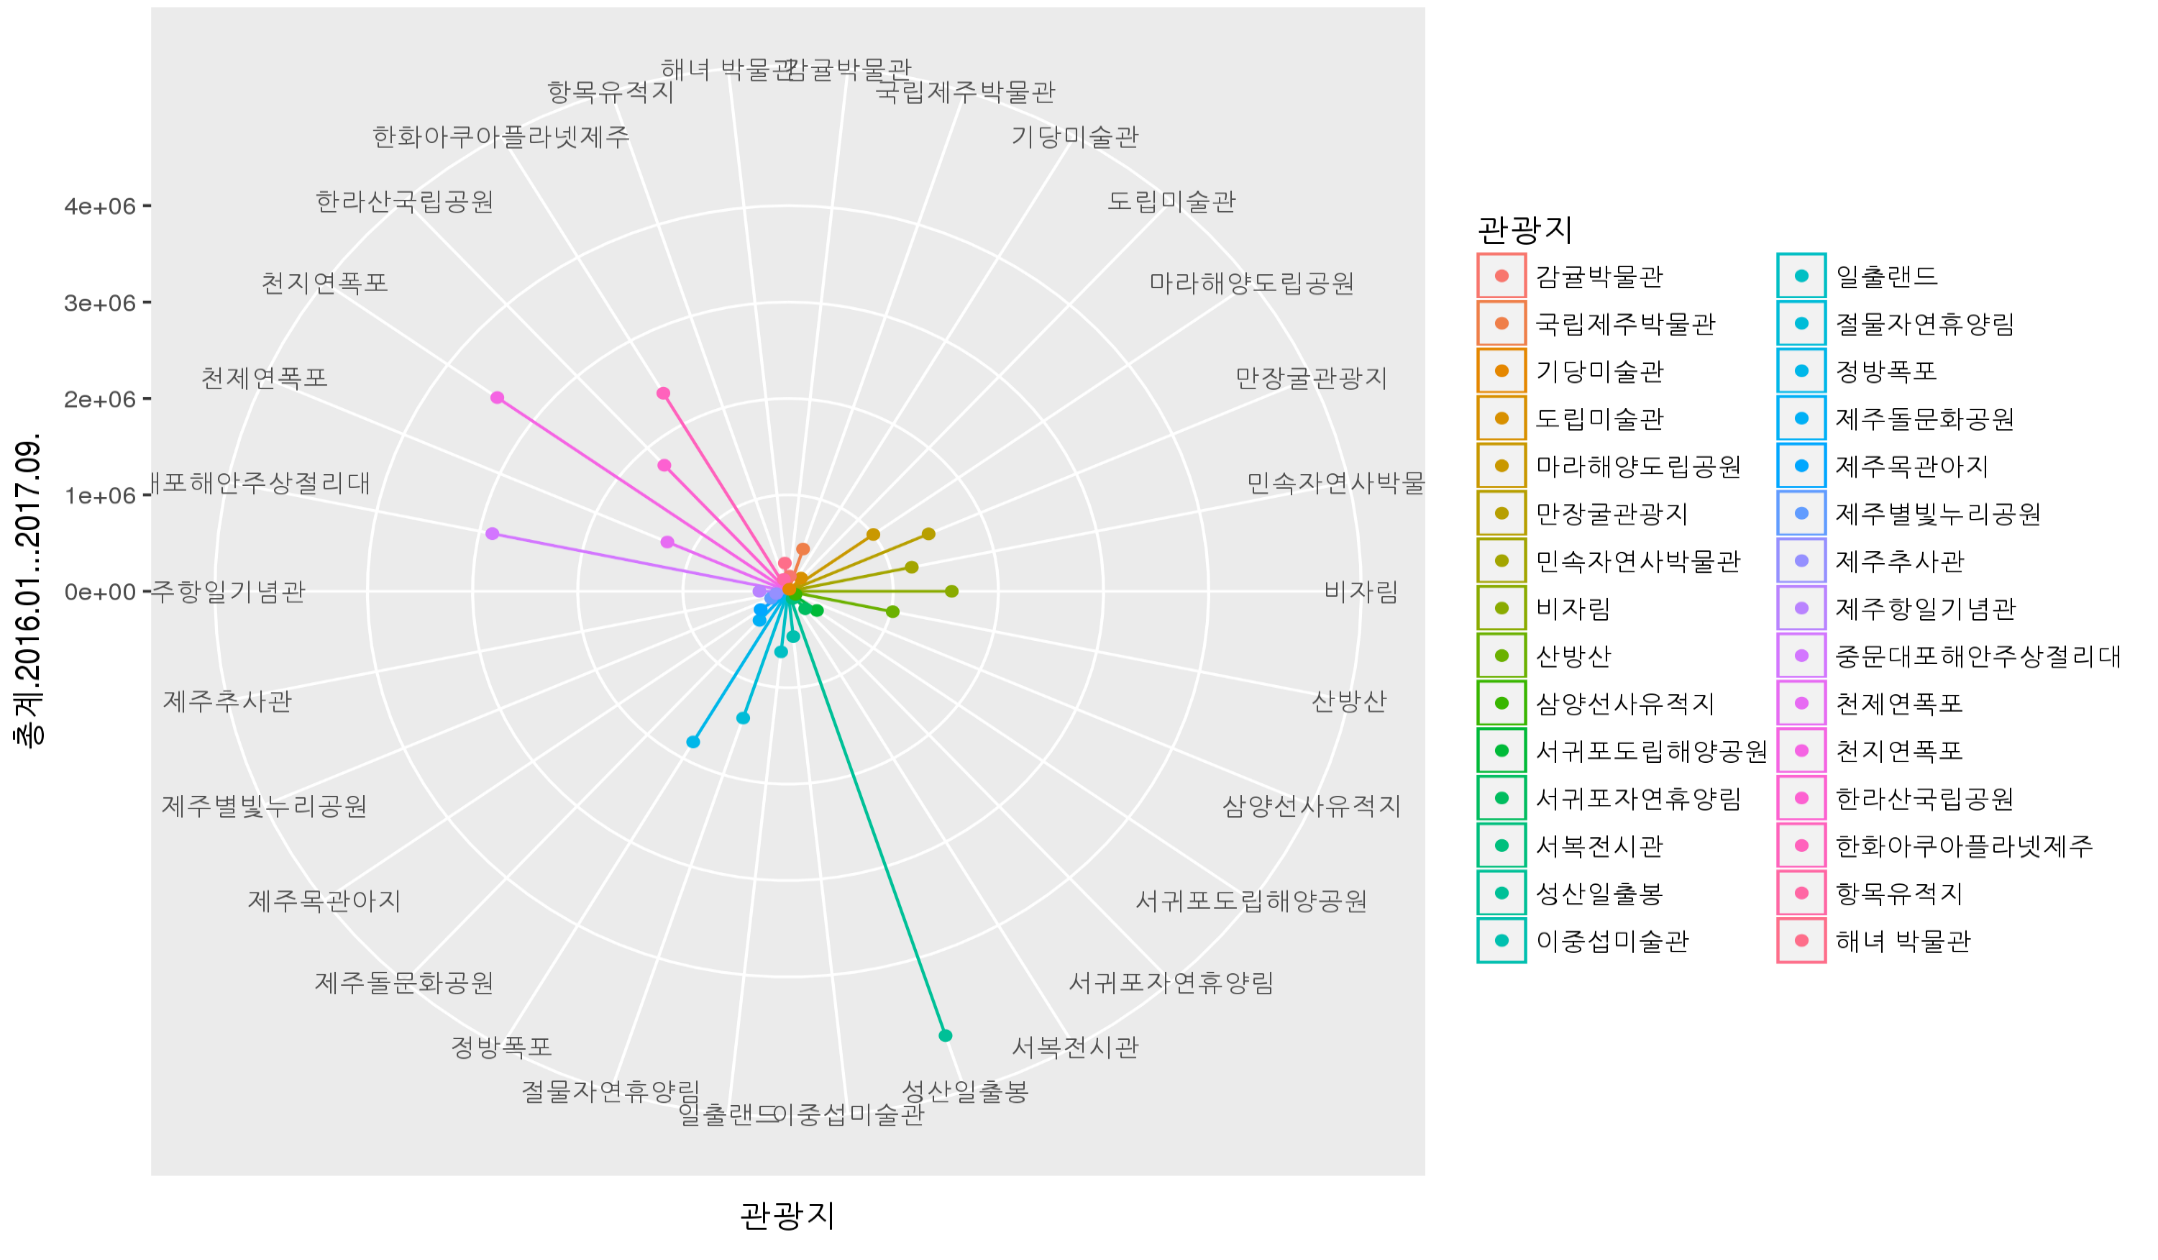 해녀 박물관
감귤박물관
항목유적지
국립제주박물관
한화아쿠아플라넷제주
기당미술관
한라산국립공원
도립미술관
4e+06
천지연폭포
마라해양도립공원
3e+06
천제연폭포
만장굴관광지
2e+06
포해안주상절리대
민속자연사박물
1e+06
주항일기념관
비자림
0e+00
제주추사관
산방산
제주별빛누리공원
삼양선사유적지
제주목관아지
서귀포도립해양공원
제주돌문화공원
서귀포자연휴양림
정방폭포
서복전시관
절물자연휴양림
성산일출봉
일출랜드
이중섭미술관
총계.2016.01...2017.09.
관광지
관광지
감귤박물관
국립제주박물관
기당미술관
도립미술관
마라해양도립공원
만장굴관광지
민속자연사박물관
비자림
산방산
삼양선사유적지
서귀포도립해양공원
서귀포자연휴양림
서복전시관
성산일출봉
이중섭미술관
일출랜드
절물자연휴양림
정방폭포
제주돌문화공원
제주목관아지
제주별빛누리공원
제주추사관
제주항일기념관
중문대포해안주상절리대
천제연폭포
천지연폭포
한라산국립공원
한화아쿠아플라넷제주
항목유적지
해녀 박물관